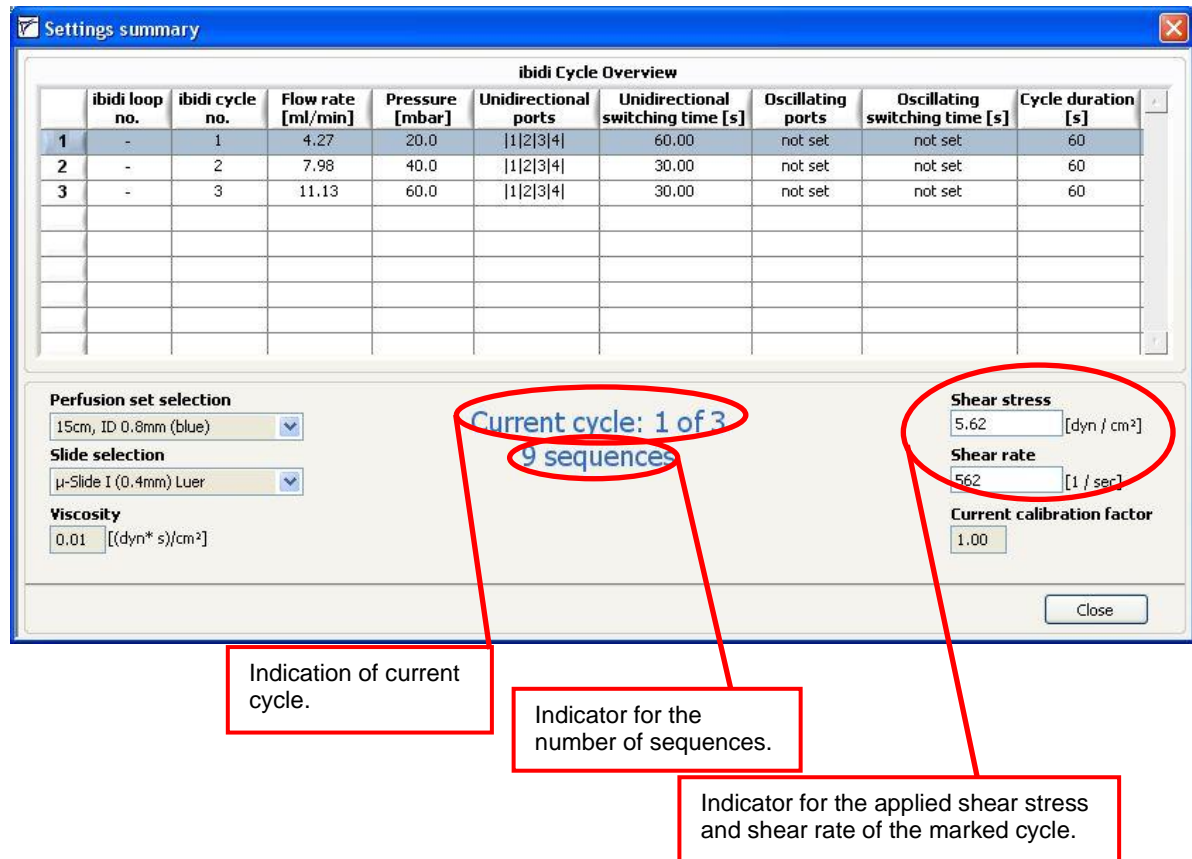 Settings summary
ibidi Cycle Overview
ibidi loop no. ibidi cycle no. Flow rate [ml/min] Pressure [mbar] Unidirectional ports Unidirectional switching time [s] Oscillating ports Oscillating switching time [s] Cycle duration [s]
1 - 1 4.27 20.0 |1|2|3|4| 60.00 not set not set 60
2 - 2 7.98 40.0 |1|2|3|4| 30.00 not set not set 60
3 - 3 11.13 60.0 |1|2|3|4| 30.00 not set not set 60
Perfusion set selection
15cm, ID 0.8mm (blue)
Slide selection
µ-Slide I (0.4mm) Luer
Viscosity
0.01 [(dyn* s)/cm²]
Current cycle: 1 of 3
9 sequences
Shear stress
5.62 [dyn / cm²]
Shear rate
562 [1 / sec]
Current calibration factor
1.00
Close
Indication of current
cycle.
Indicator for the
number of sequences.
Indicator for the applied shear stress
and shear rate of the marked cycle.